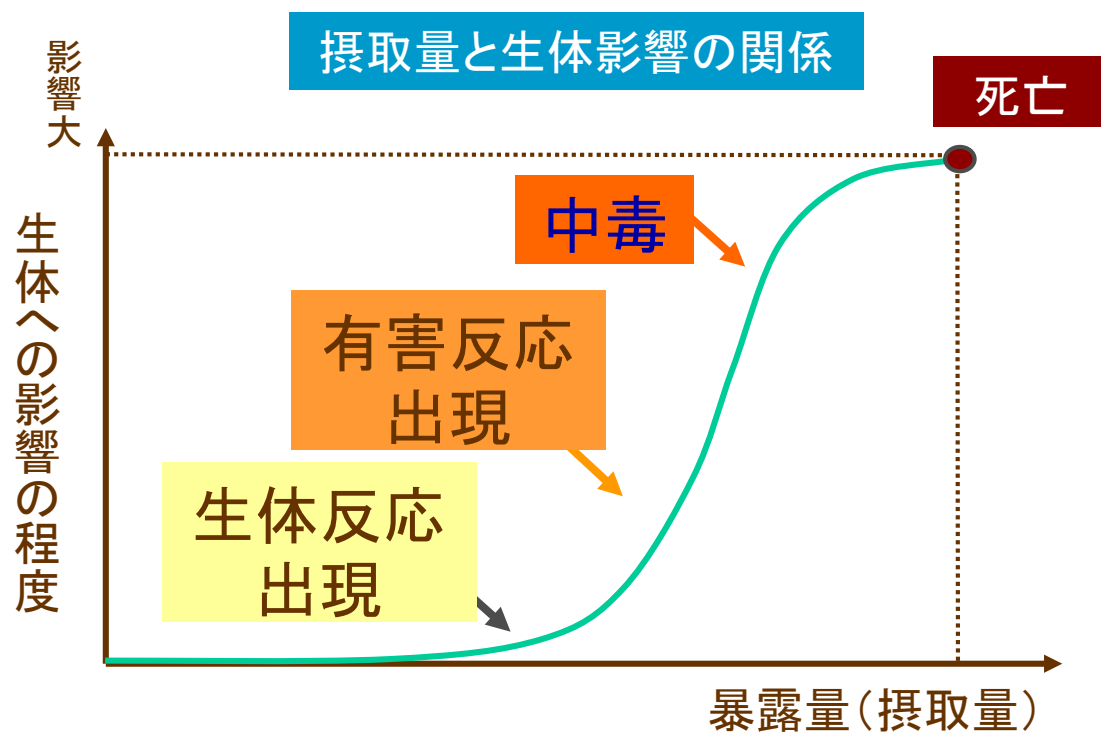 摂取量と生体影響の関係
影響大
死亡
中毒
有害反応
出現
生体反応
出現
生体への影響の程度
暴露量（摂取量）